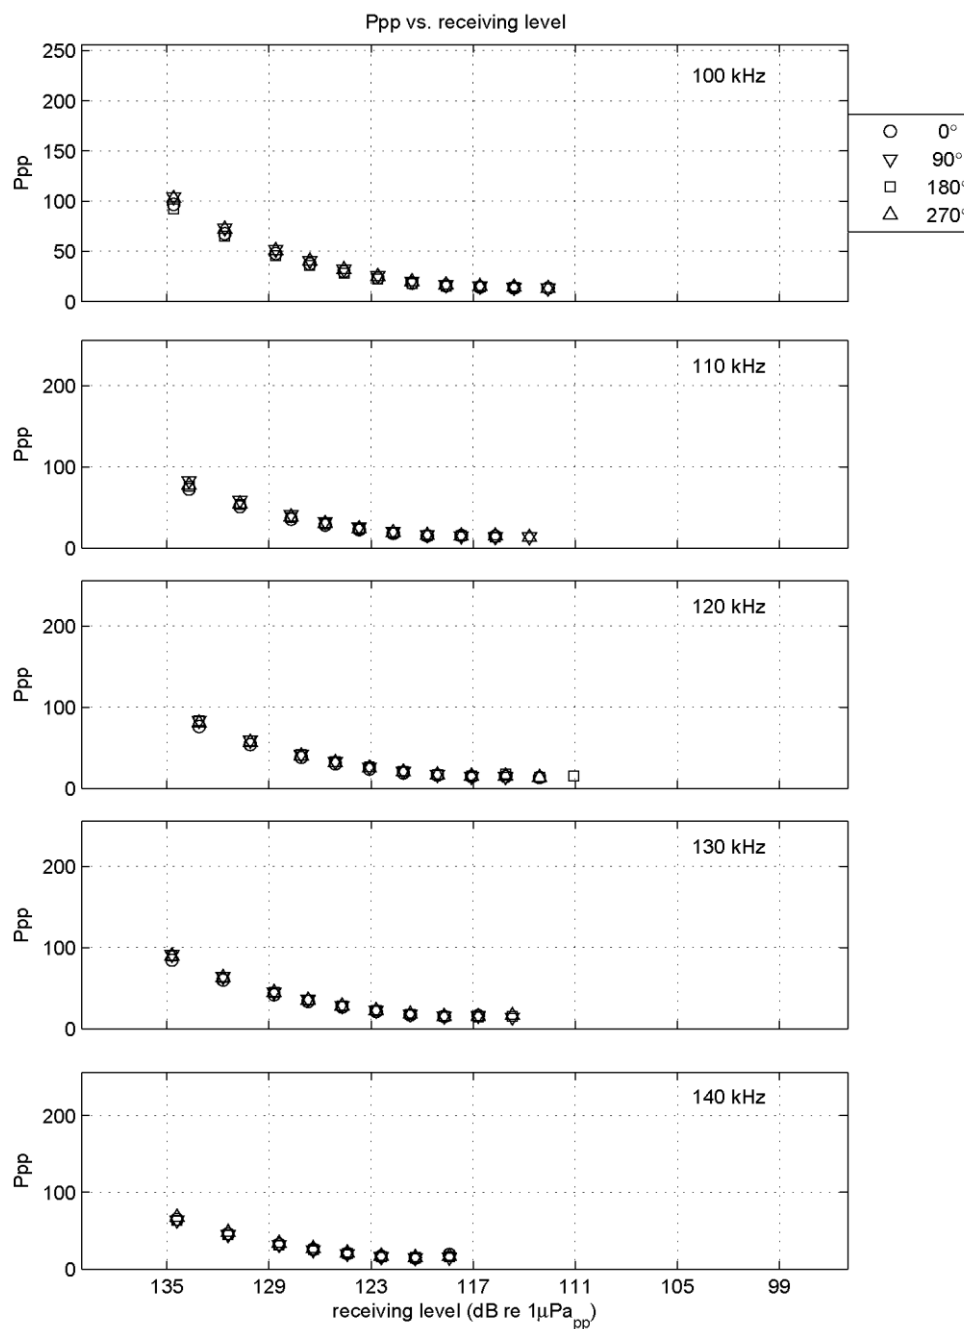 Ppp vs. receiving level
250
200
150
100
50
0
Ppp
100 kHz
0°
90°
180°
270°
200
100
0
Ppp
110 kHz
200
100
0
Ppp
120 kHz
200
100
0
Ppp
130 kHz
200
100
0
Ppp
140 kHz
135 129 123 117 111 105 99
receiving level (dB re 1μPa_pp)